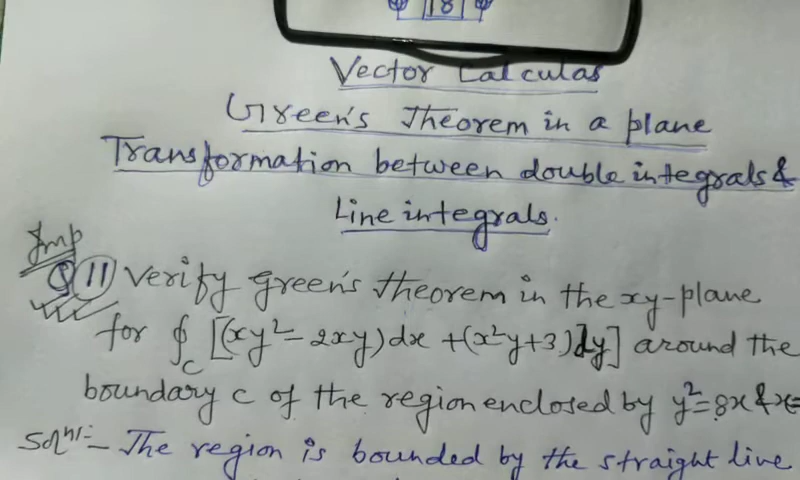 18
Vector Calculas
Green's Theorem in a plane
Transformation between double integrals &
Line integrals.
Imp
Q 11 Verify green's theorem in the xy-plane
for ∮c [(xy²-2xy)dx +(x²y+3)dy] around the
boundary c of the region enclosed by y²=8x & x=
Solⁿ:- The region is bounded by the straight line